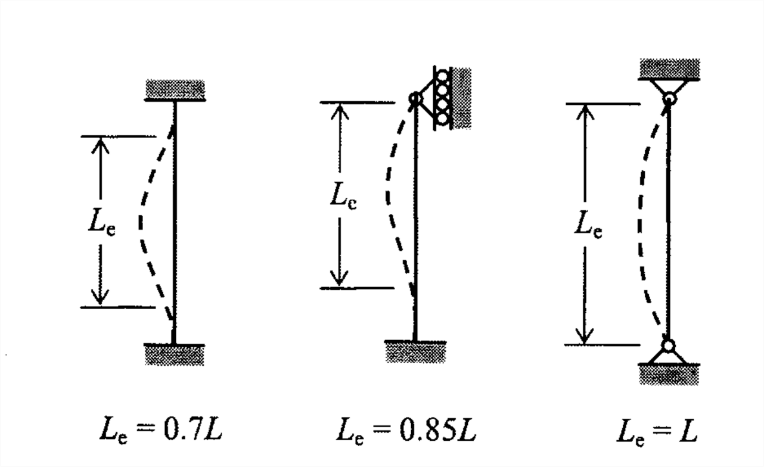 Lₑ
Lₑ
Lₑ
Lₑ = 0.7L
Lₑ = 0.85L
Lₑ = L